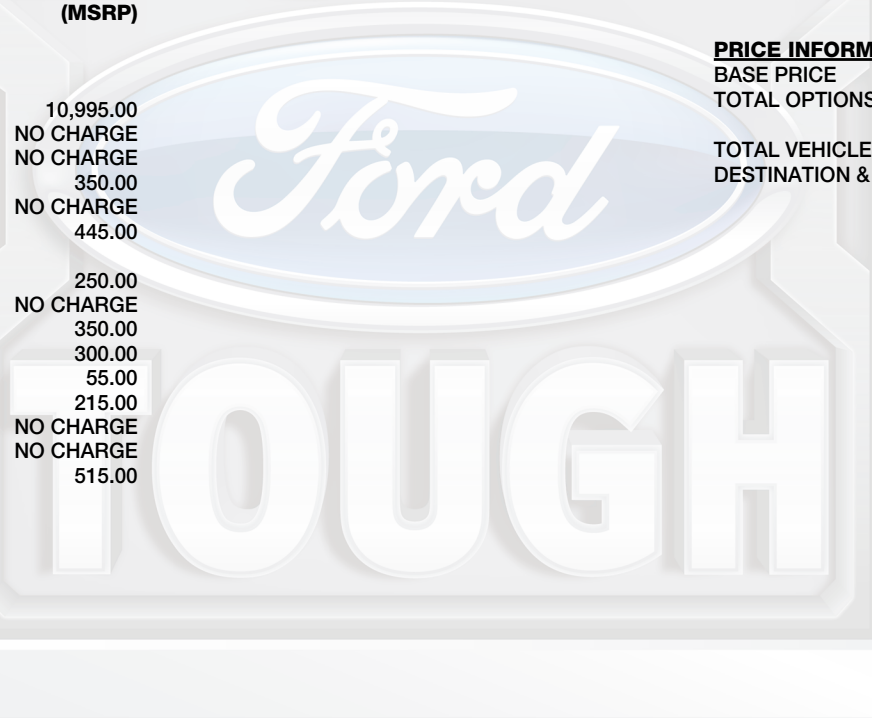 (MSRP)
10,995.00
NO CHARGE
NO CHARGE
350.00
NO CHARGE
445.00
250.00
NO CHARGE
350.00
300.00
55.00
215.00
NO CHARGE
NO CHARGE
515.00
PRICE INFORM
BASE PRICE
TOTAL OPTIONS
TOTAL VEHICLE
DESTINATION &
Ford
TOUGH